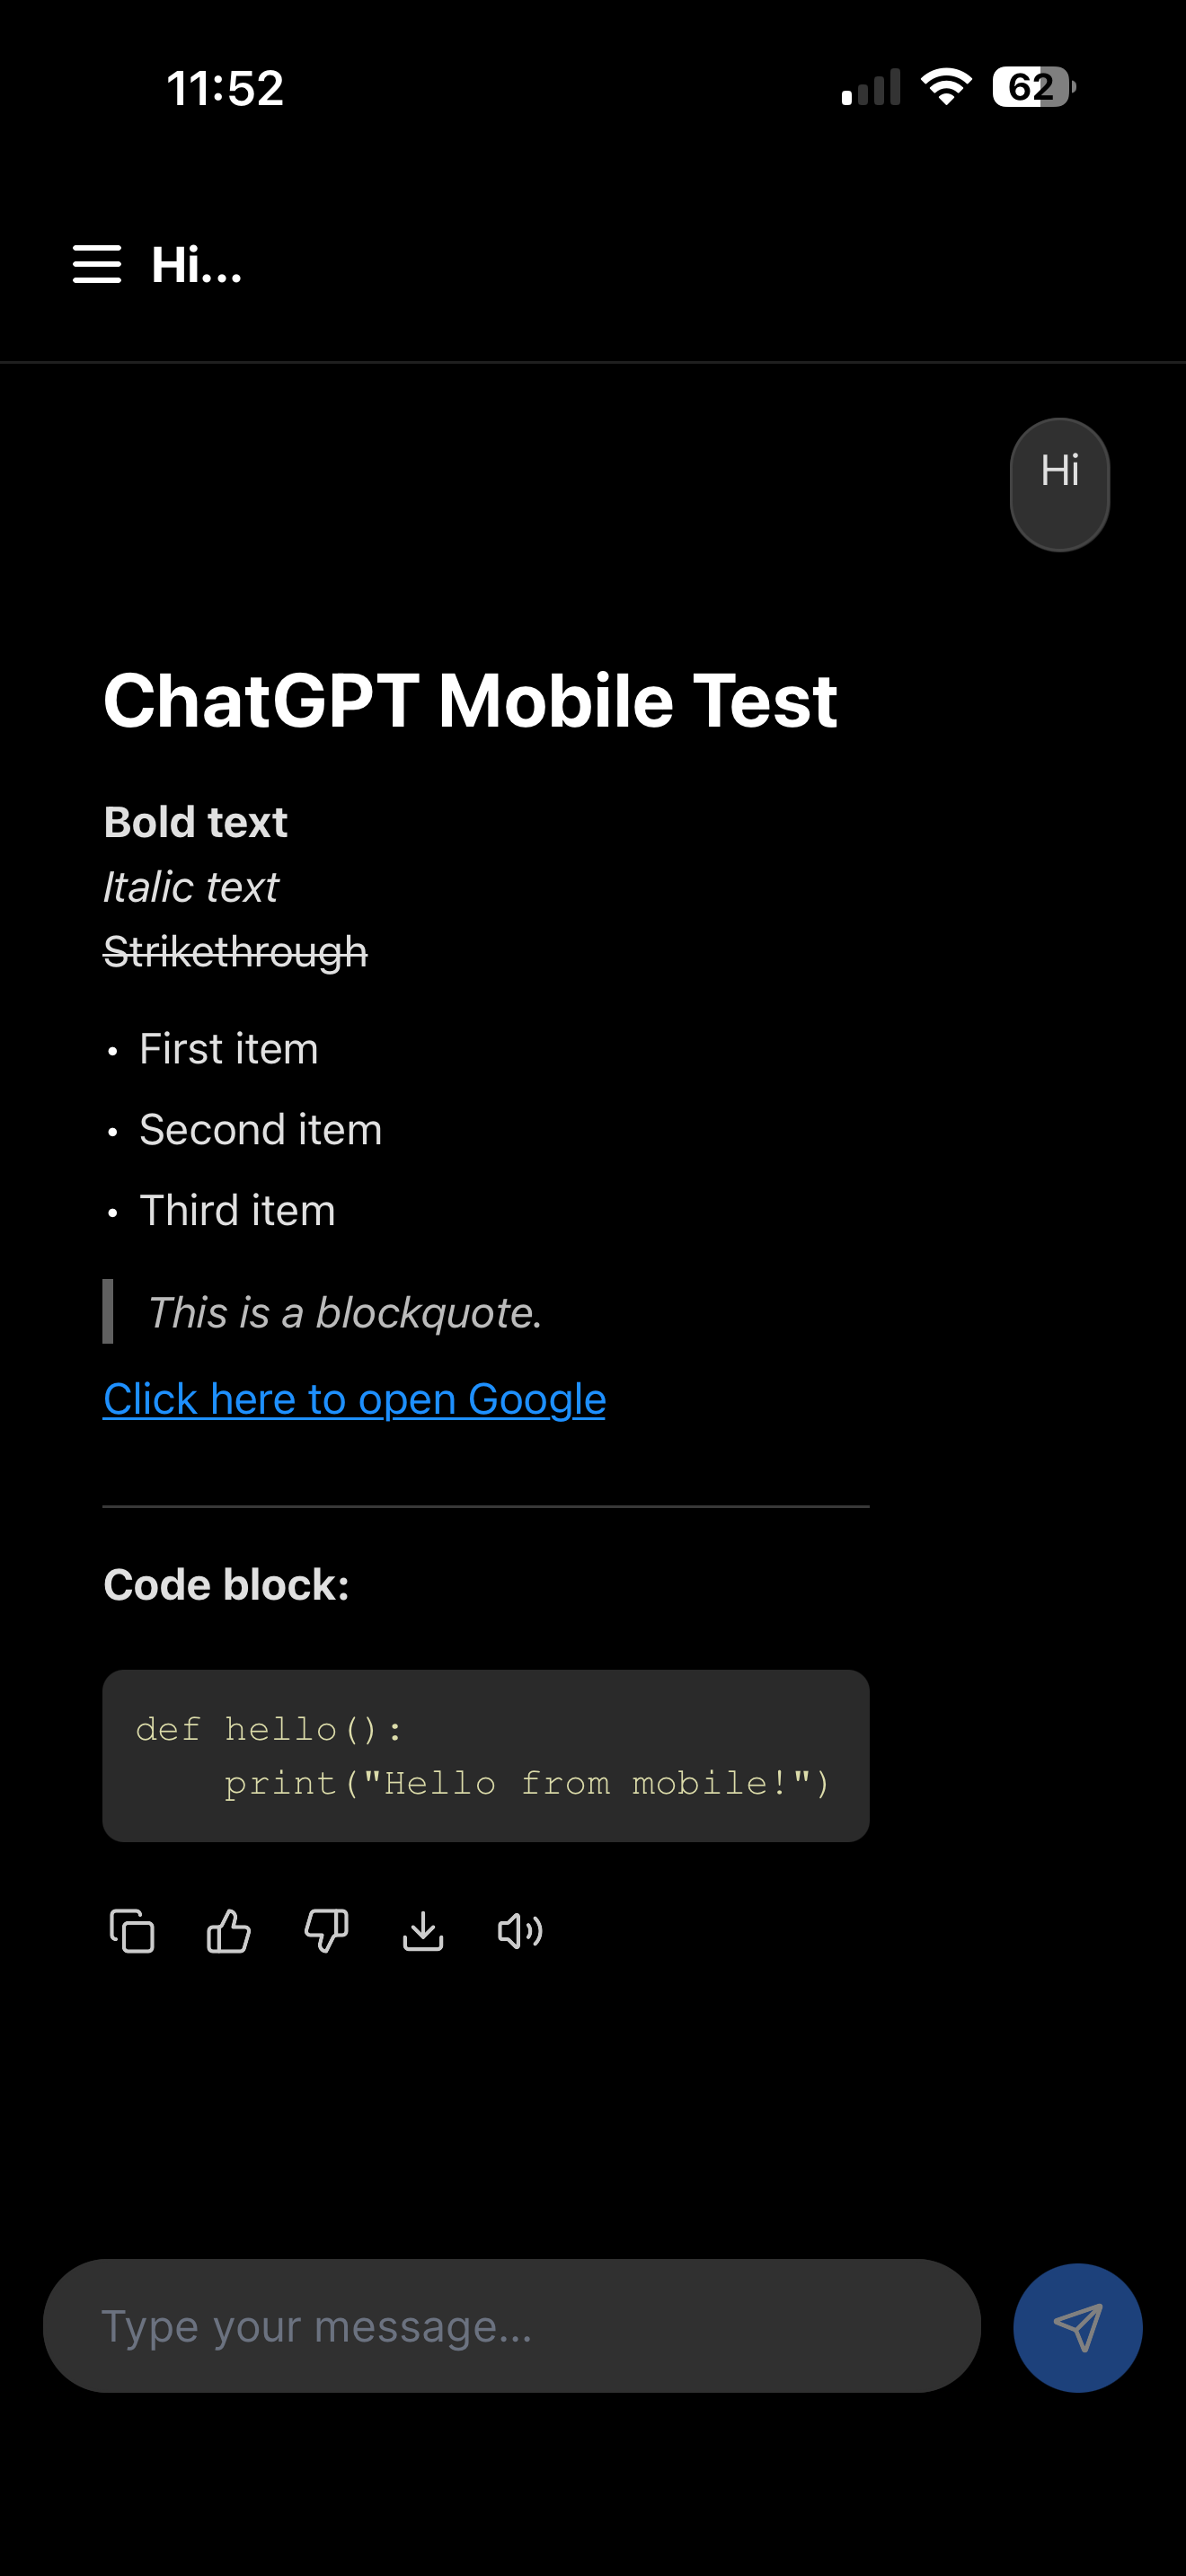 11:52
62
Hi...
Hi
ChatGPT Mobile Test
Bold text
Italic text
Strikethrough
• First item
• Second item
• Third item
This is a blockquote.
Click here to open Google
Code block:
def hello():
    print("Hello from mobile!")
Type your message...